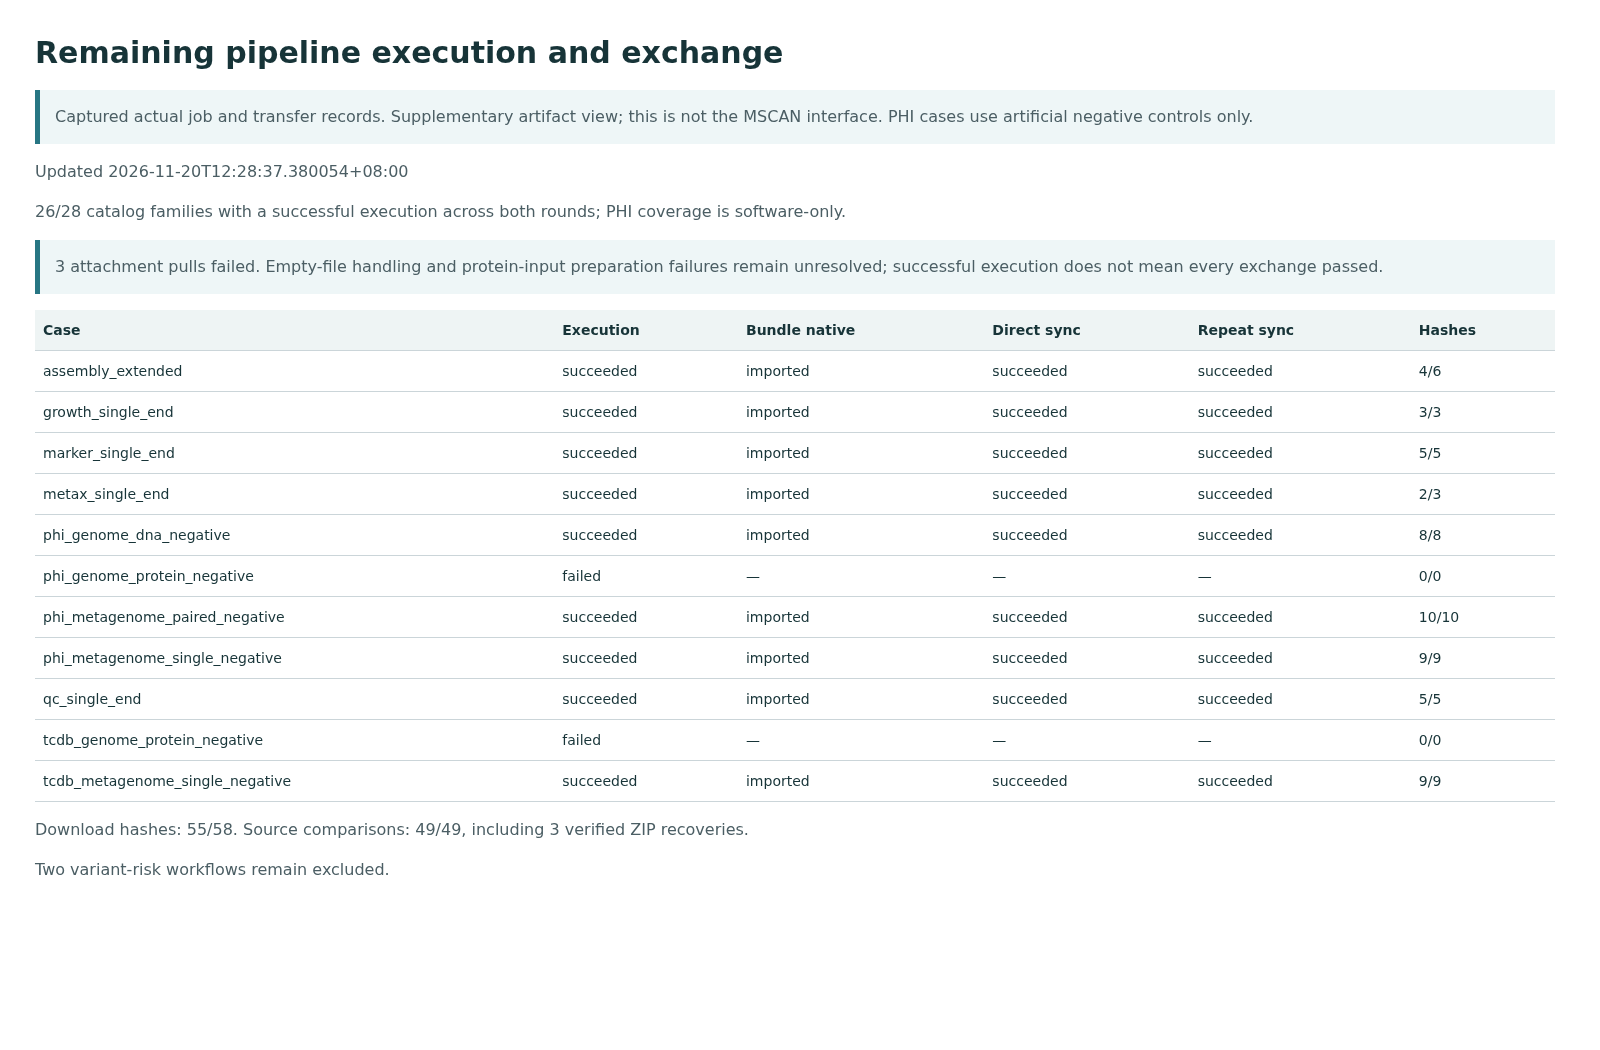 Remaining pipeline execution and exchange
Captured actual job and transfer records. Supplementary artifact view; this is not the MSCAN interface. PHI cases use artificial negative controls only.
Updated 2026-11-20T12:28:37.380054+08:00
26/28 catalog families with a successful execution across both rounds; PHI coverage is software-only.
3 attachment pulls failed. Empty-file handling and protein-input preparation failures remain unresolved; successful execution does not mean every exchange passed.
Case Execution Bundle native Direct sync Repeat sync Hashes
assembly_extended succeeded imported succeeded succeeded 4/6
growth_single_end succeeded imported succeeded succeeded 3/3
marker_single_end succeeded imported succeeded succeeded 5/5
metax_single_end succeeded imported succeeded succeeded 2/3
phi_genome_dna_negative succeeded imported succeeded succeeded 8/8
phi_genome_protein_negative failed — — — 0/0
phi_metagenome_paired_negative succeeded imported succeeded succeeded 10/10
phi_metagenome_single_negative succeeded imported succeeded succeeded 9/9
qc_single_end succeeded imported succeeded succeeded 5/5
tcdb_genome_protein_negative failed — — — 0/0
tcdb_metagenome_single_negative succeeded imported succeeded succeeded 9/9
Download hashes: 55/58. Source comparisons: 49/49, including 3 verified ZIP recoveries.
Two variant-risk workflows remain excluded.